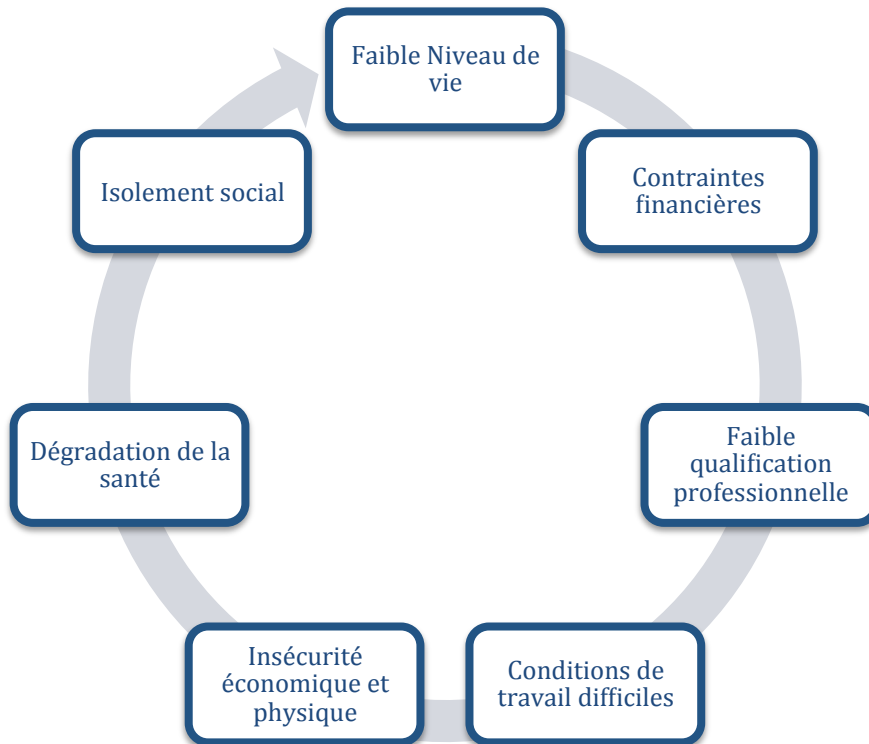 Faible Niveau de
vie
Contraintes
financières
Faible
qualification
professionnelle
Conditions de
travail difficiles
Insécurité
économique et
physique
Dégradation de la
santé
Isolement social